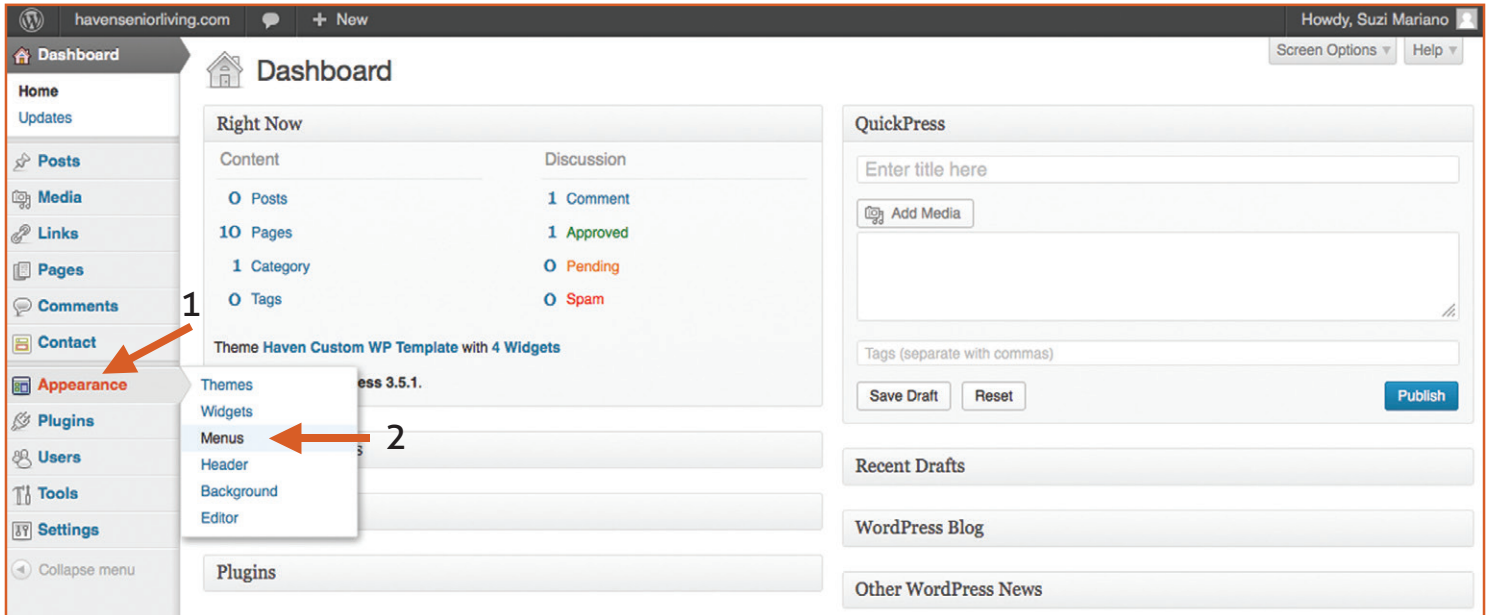 havenseniorliving.com + New Howdy, Suzi Mariano
Screen Options Help
Dashboard
Home
Updates
Posts
Media
Links
Pages
Comments
Contact
Appearance
Plugins
Users
Tools
Settings
Collapse menu
1
Themes
Widgets
Menus
Header
Background
Editor
2
Dashboard
Right Now
Content Discussion
0 Posts 1 Comment
10 Pages 1 Approved
1 Category 0 Pending
0 Tags 0 Spam
Theme Haven Custom WP Template with 4 Widgets
ess 3.5.1.
s
Plugins
QuickPress
Enter title here
Add Media
Tags (separate with commas)
Save Draft Reset Publish
Recent Drafts
WordPress Blog
Other WordPress News